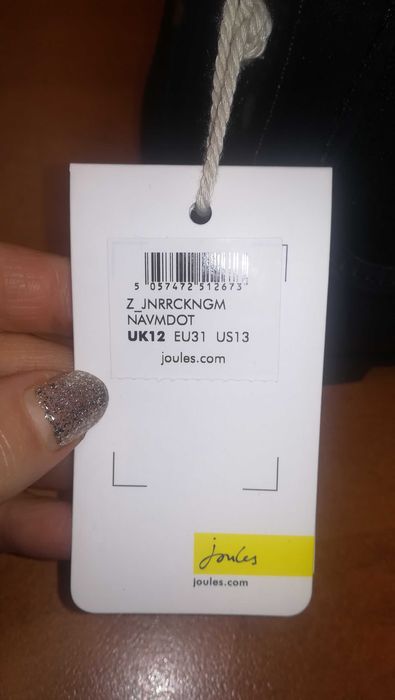 5 057472 512673
Z_JNRRCKNGM
NAVMDOT
UK12 EU31 US13
joules.com
joules
joules.com